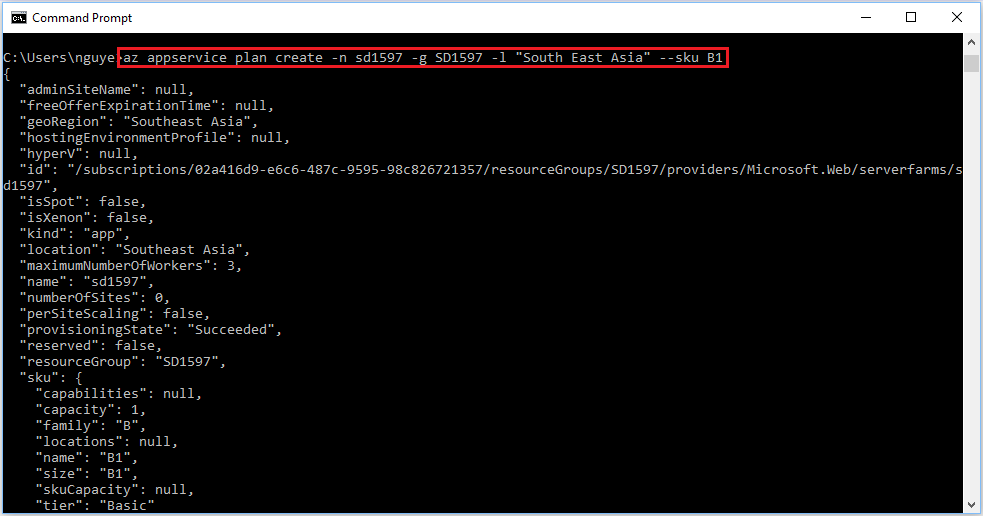 Command Prompt
C:\Users\nguye>az appservice plan create -n sd1597 -g SD1597 -l "South East Asia" --sku B1
{
  "adminSiteName": null,
  "freeOfferExpirationTime": null,
  "geoRegion": "Southeast Asia",
  "hostingEnvironmentProfile": null,
  "hyperV": null,
  "id": "/subscriptions/02a416d9-e6c6-487c-9595-98c826721357/resourceGroups/SD1597/providers/Microsoft.Web/serverfarms/s
d1597",
  "isSpot": false,
  "isXenon": false,
  "kind": "app",
  "location": "Southeast Asia",
  "maximumNumberOfWorkers": 3,
  "name": "sd1597",
  "numberOfSites": 0,
  "perSiteScaling": false,
  "provisioningState": "Succeeded",
  "reserved": false,
  "resourceGroup": "SD1597",
  "sku": {
    "capabilities": null,
    "capacity": 1,
    "family": "B",
    "locations": null,
    "name": "B1",
    "size": "B1",
    "skuCapacity": null,
    "tier": "Basic"